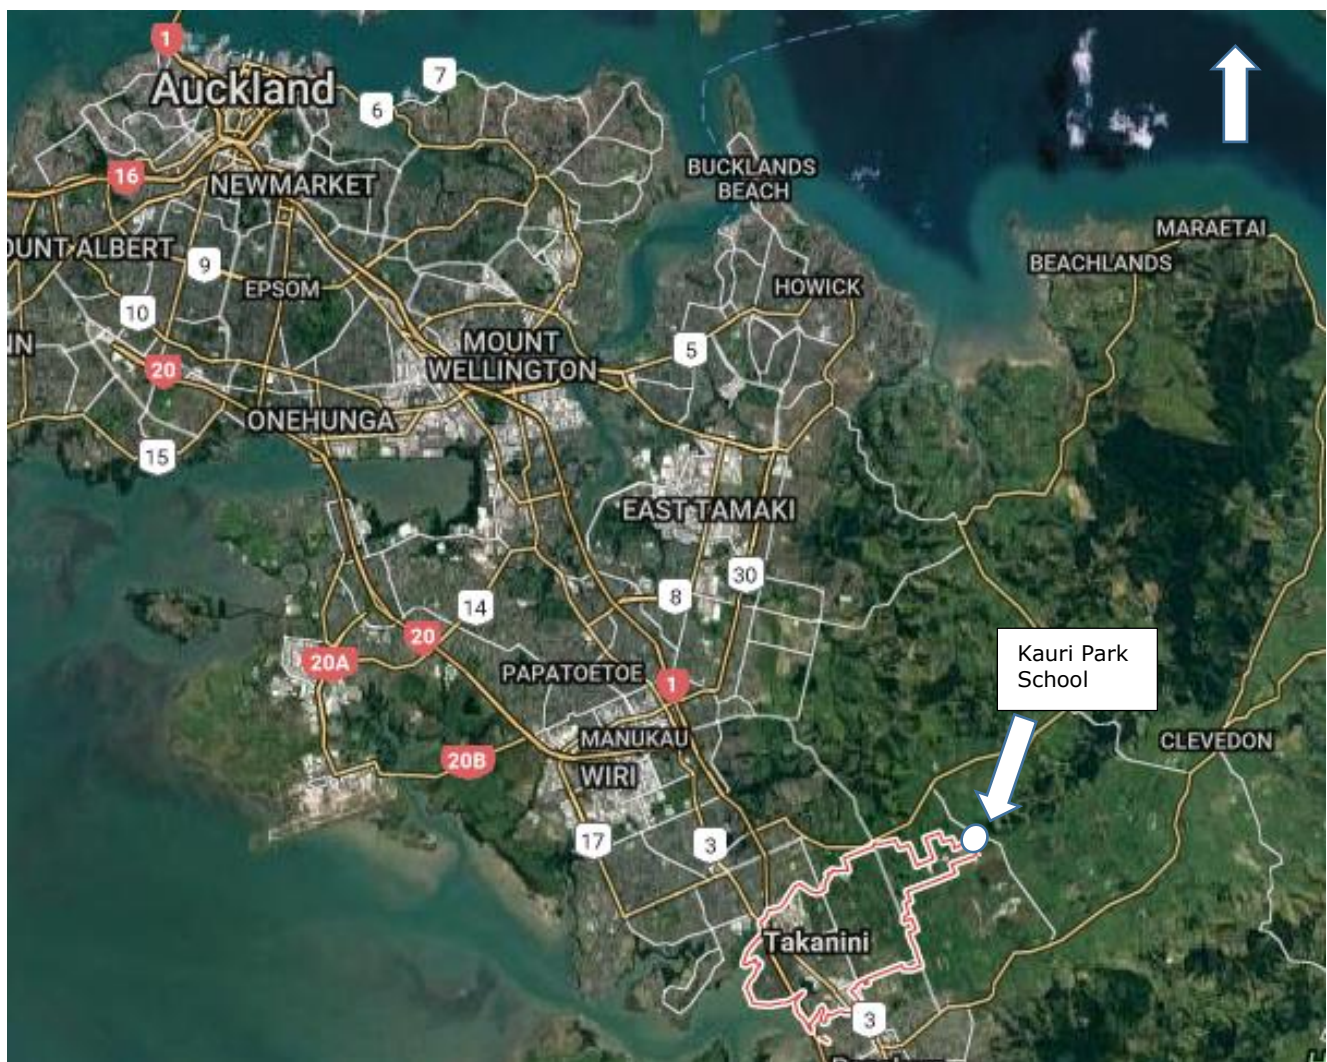 1
Auckland
7
6
16
NEWMARKET
BUCKLANDS
BEACH
MARAETAI
BEACHLANDS
OUNT ALBERT
9
EPSOM
HOWICK
10
NN
MOUNT
WELLINGTON
5
20
ONEHUNGA
15
EAST TAMAKI
30
8
14
20
20A
PAPATOETOE
1
Kauri Park
School
MANUKAU
CLEVEDON
20B
WIRI
17
3
Takanini
3